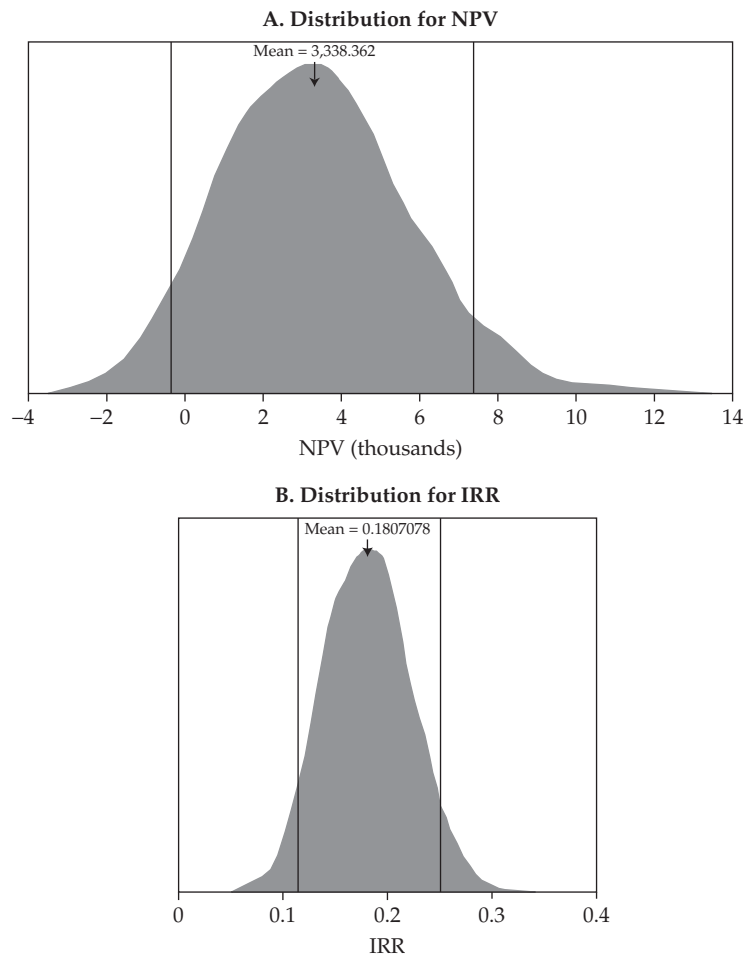 A. Distribution for NPV
Mean = 3,338.362
−4 −2 0 2 4 6 8 10 12 14
NPV (thousands)
B. Distribution for IRR
Mean = 0.1807078
0 0.1 0.2 0.3 0.4
IRR